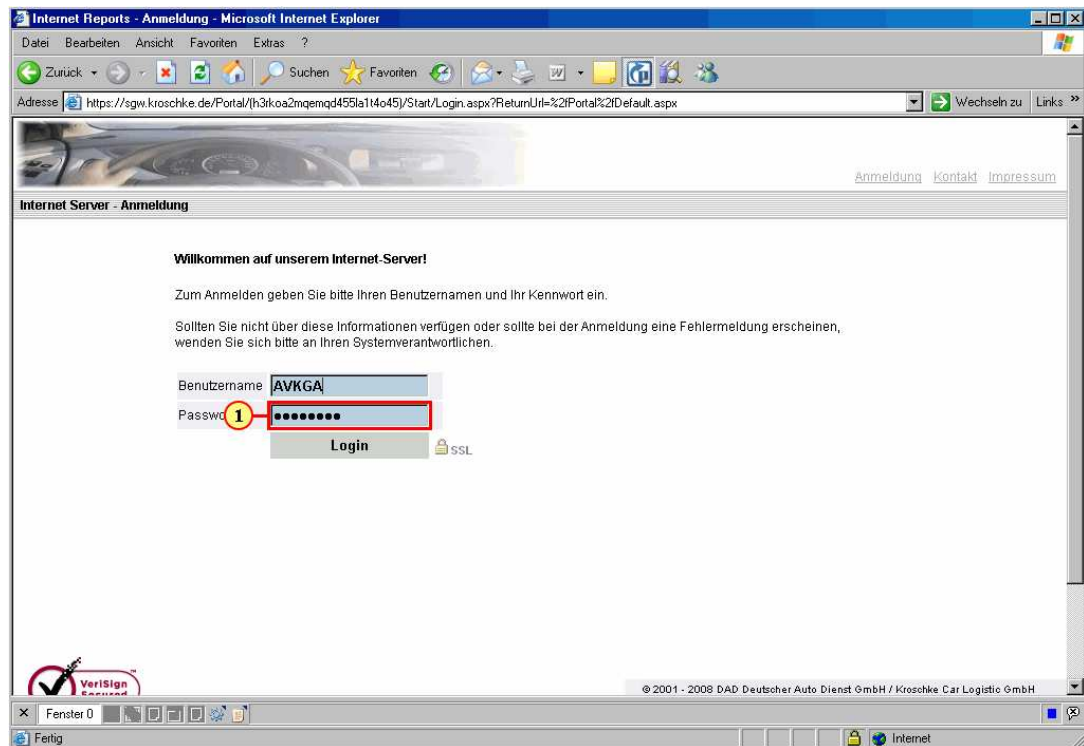 Internet Reports - Anmeldung - Microsoft Internet Explorer
Datei Bearbeiten Ansicht Favoriten Extras ?
Zurück Suchen Favoriten
Adresse https://sgw.kroschke.de/Portal/(h3rkoa2mqemqd455la1t4o45)/Start/Login.aspx?ReturnUrl=%2fPortal%2fDefault.aspx Wechseln zu Links »
Anmeldung Kontakt Impressum
Internet Server - Anmeldung
Willkommen auf unserem Internet-Server!
Zum Anmelden geben Sie bitte Ihren Benutzernamen und Ihr Kennwort ein.
Sollten Sie nicht über diese Informationen verfügen oder sollte bei der Anmeldung eine Fehlermeldung erscheinen,
wenden Sie sich bitte an Ihren Systemverantwortlichen.
Benutzername AVKGA
Passwo 1 ●●●●●●●●
Login SSL
VeriSign
Secured
© 2001 - 2008 DAD Deutscher Auto Dienst GmbH / Kroschke Car Logistic GmbH
Fenster 0
Fertig Internet